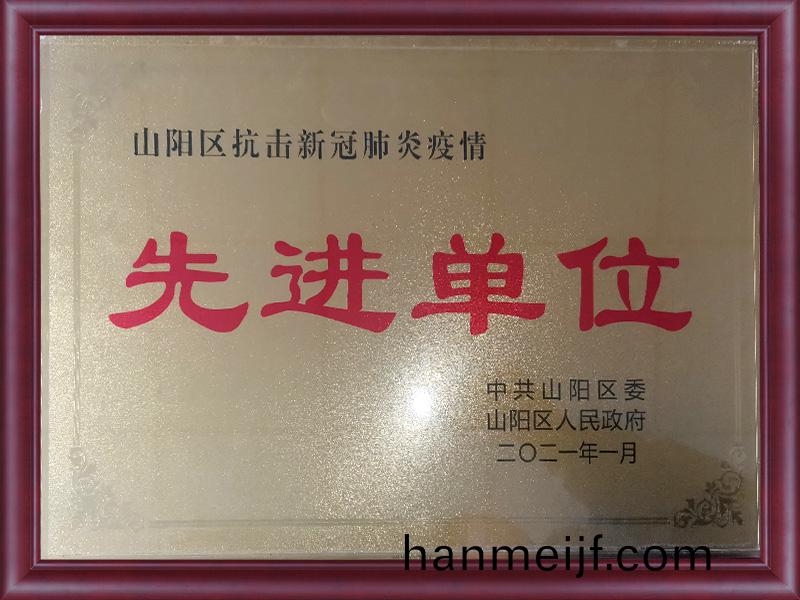 山阳区抗击新冠肺炎疫情
先进单位
中共山阳区委
山阳区人民政府
二〇二一年一月
hanmeijf.com